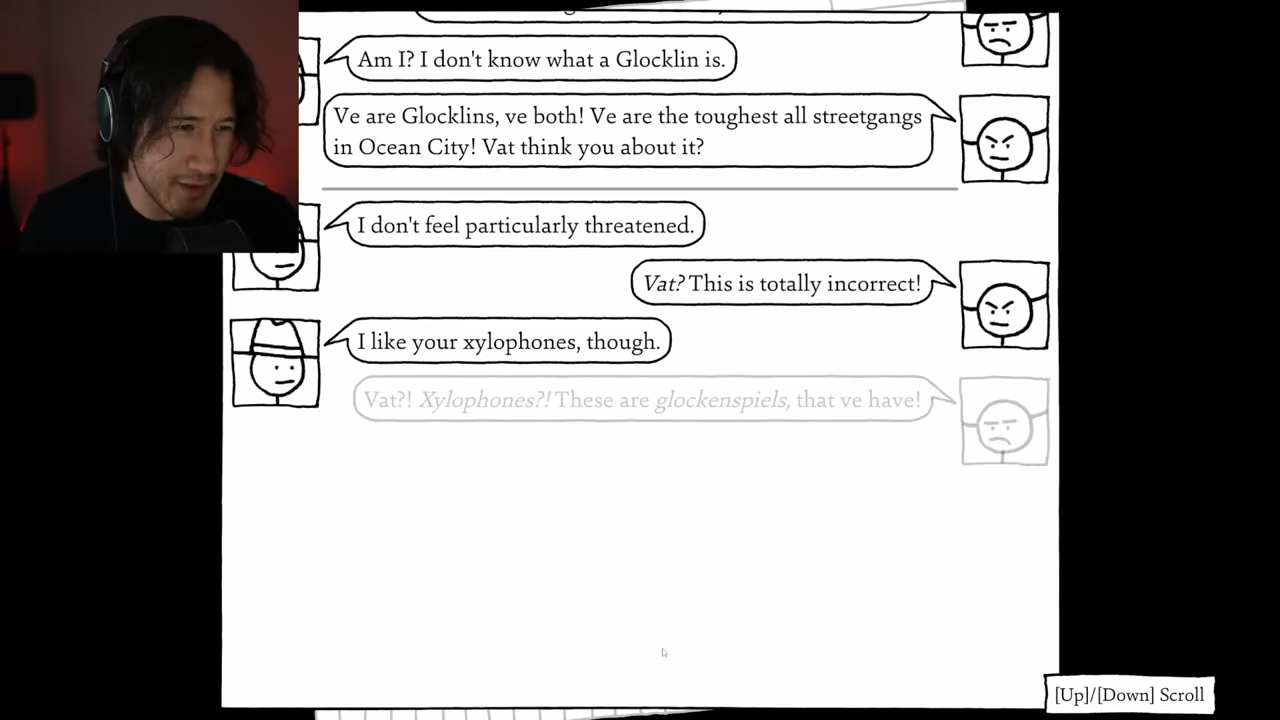 Am I? I don't know what a Glocklin is.
Ve are Glocklins, ve both! Ve are the toughest all streetgangs
in Ocean City! Vat think you about it?
I don't feel particularly threatened.
Vat? This is totally incorrect!
I like your xylophones, though.
Vat?! Xylophones?!! These are glockenspiels, that ve have!
[Up]/[Down] Scroll